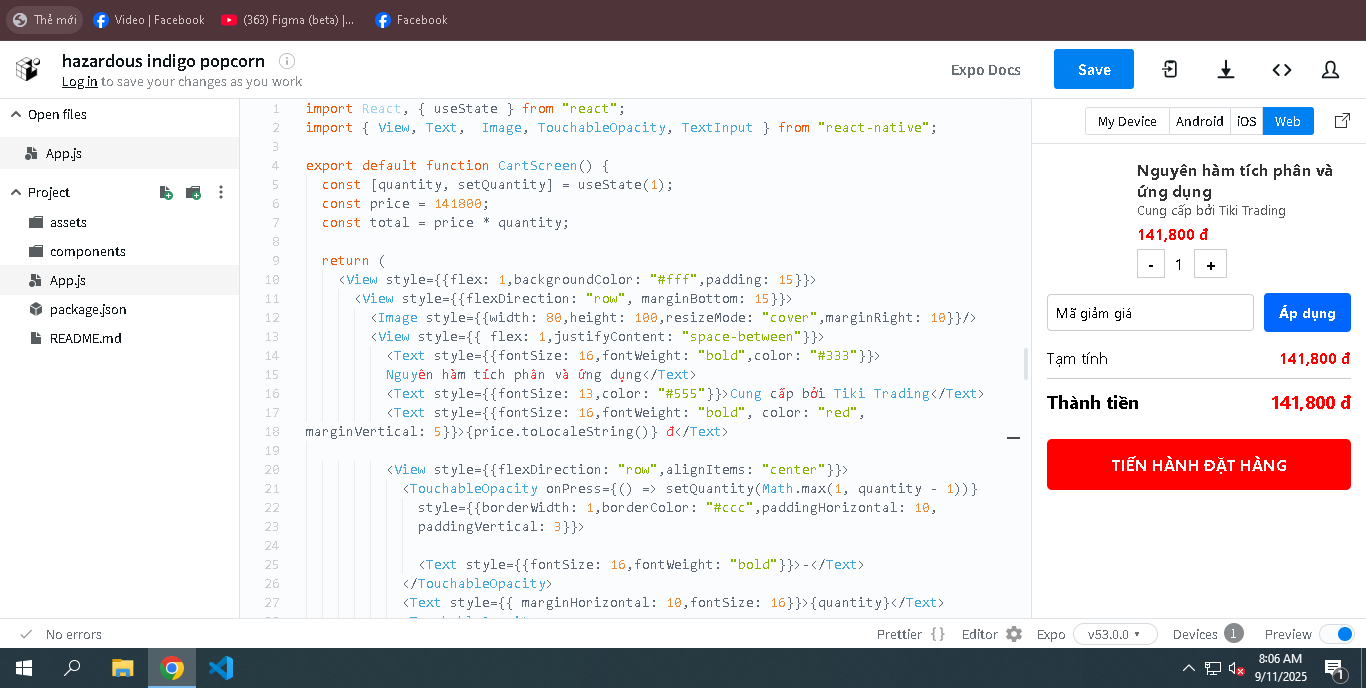 Thẻ mới
Video | Facebook
(363) Figma (beta) |...
Facebook
hazardous indigo popcorn
Log in to save your changes as you work
Expo Docs
Save
Open files
App.js
Project
assets
components
App.js
package.json
README.md
1 import React, { useState } from "react";
2 import { View, Text,  Image, TouchableOpacity, TextInput } from "react-native";
3
4 export default function CartScreen() {
5   const [quantity, setQuantity] = useState(1);
6   const price = 141800;
7   const total = price * quantity;
8
9   return (
10     <View style={{flex: 1,backgroundColor: "#fff",padding: 15}}>
11       <View style={{flexDirection: "row", marginBottom: 15}}>
12         <Image style={{width: 80,height: 100,resizeMode: "cover",marginRight: 10}}/>
13         <View style={{ flex: 1,justifyContent: "space-between"}}>
14           <Text style={{fontSize: 16,fontWeight: "bold",color: "#333"}}>
15           Nguyên hàm tích phân và ứng dụng</Text>
16           <Text style={{fontSize: 13,color: "#555"}}>Cung cấp bởi Tiki Trading</Text>
17           <Text style={{fontSize: 16,fontWeight: "bold", color: "red",
18 marginVertical: 5}}>{price.toLocaleString()} đ</Text>
19
20           <View style={{flexDirection: "row",alignItems: "center"}}>
21             <TouchableOpacity onPress={() => setQuantity(Math.max(1, quantity - 1))}
22               style={{borderWidth: 1,borderColor: "#ccc",paddingHorizontal: 10,
23               paddingVertical: 3}}>
24
25               <Text style={{fontSize: 16,fontWeight: "bold"}}>-</Text>
26             </TouchableOpacity>
27             <Text style={{ marginHorizontal: 10,fontSize: 16}}>{quantity}</Text>
My Device
Android
iOS
Web
Nguyên hàm tích phân và
ứng dụng
Cung cấp bởi Tiki Trading
141,800 đ
- 1 +
Mã giảm giá
Áp dụng
Tạm tính 141,800 đ
Thành tiền 141,800 đ
TIẾN HÀNH ĐẶT HÀNG
No errors
Prettier {}
Editor
Expo
v53.0.0
Devices 1
Preview
8:06 AM
9/11/2025
1